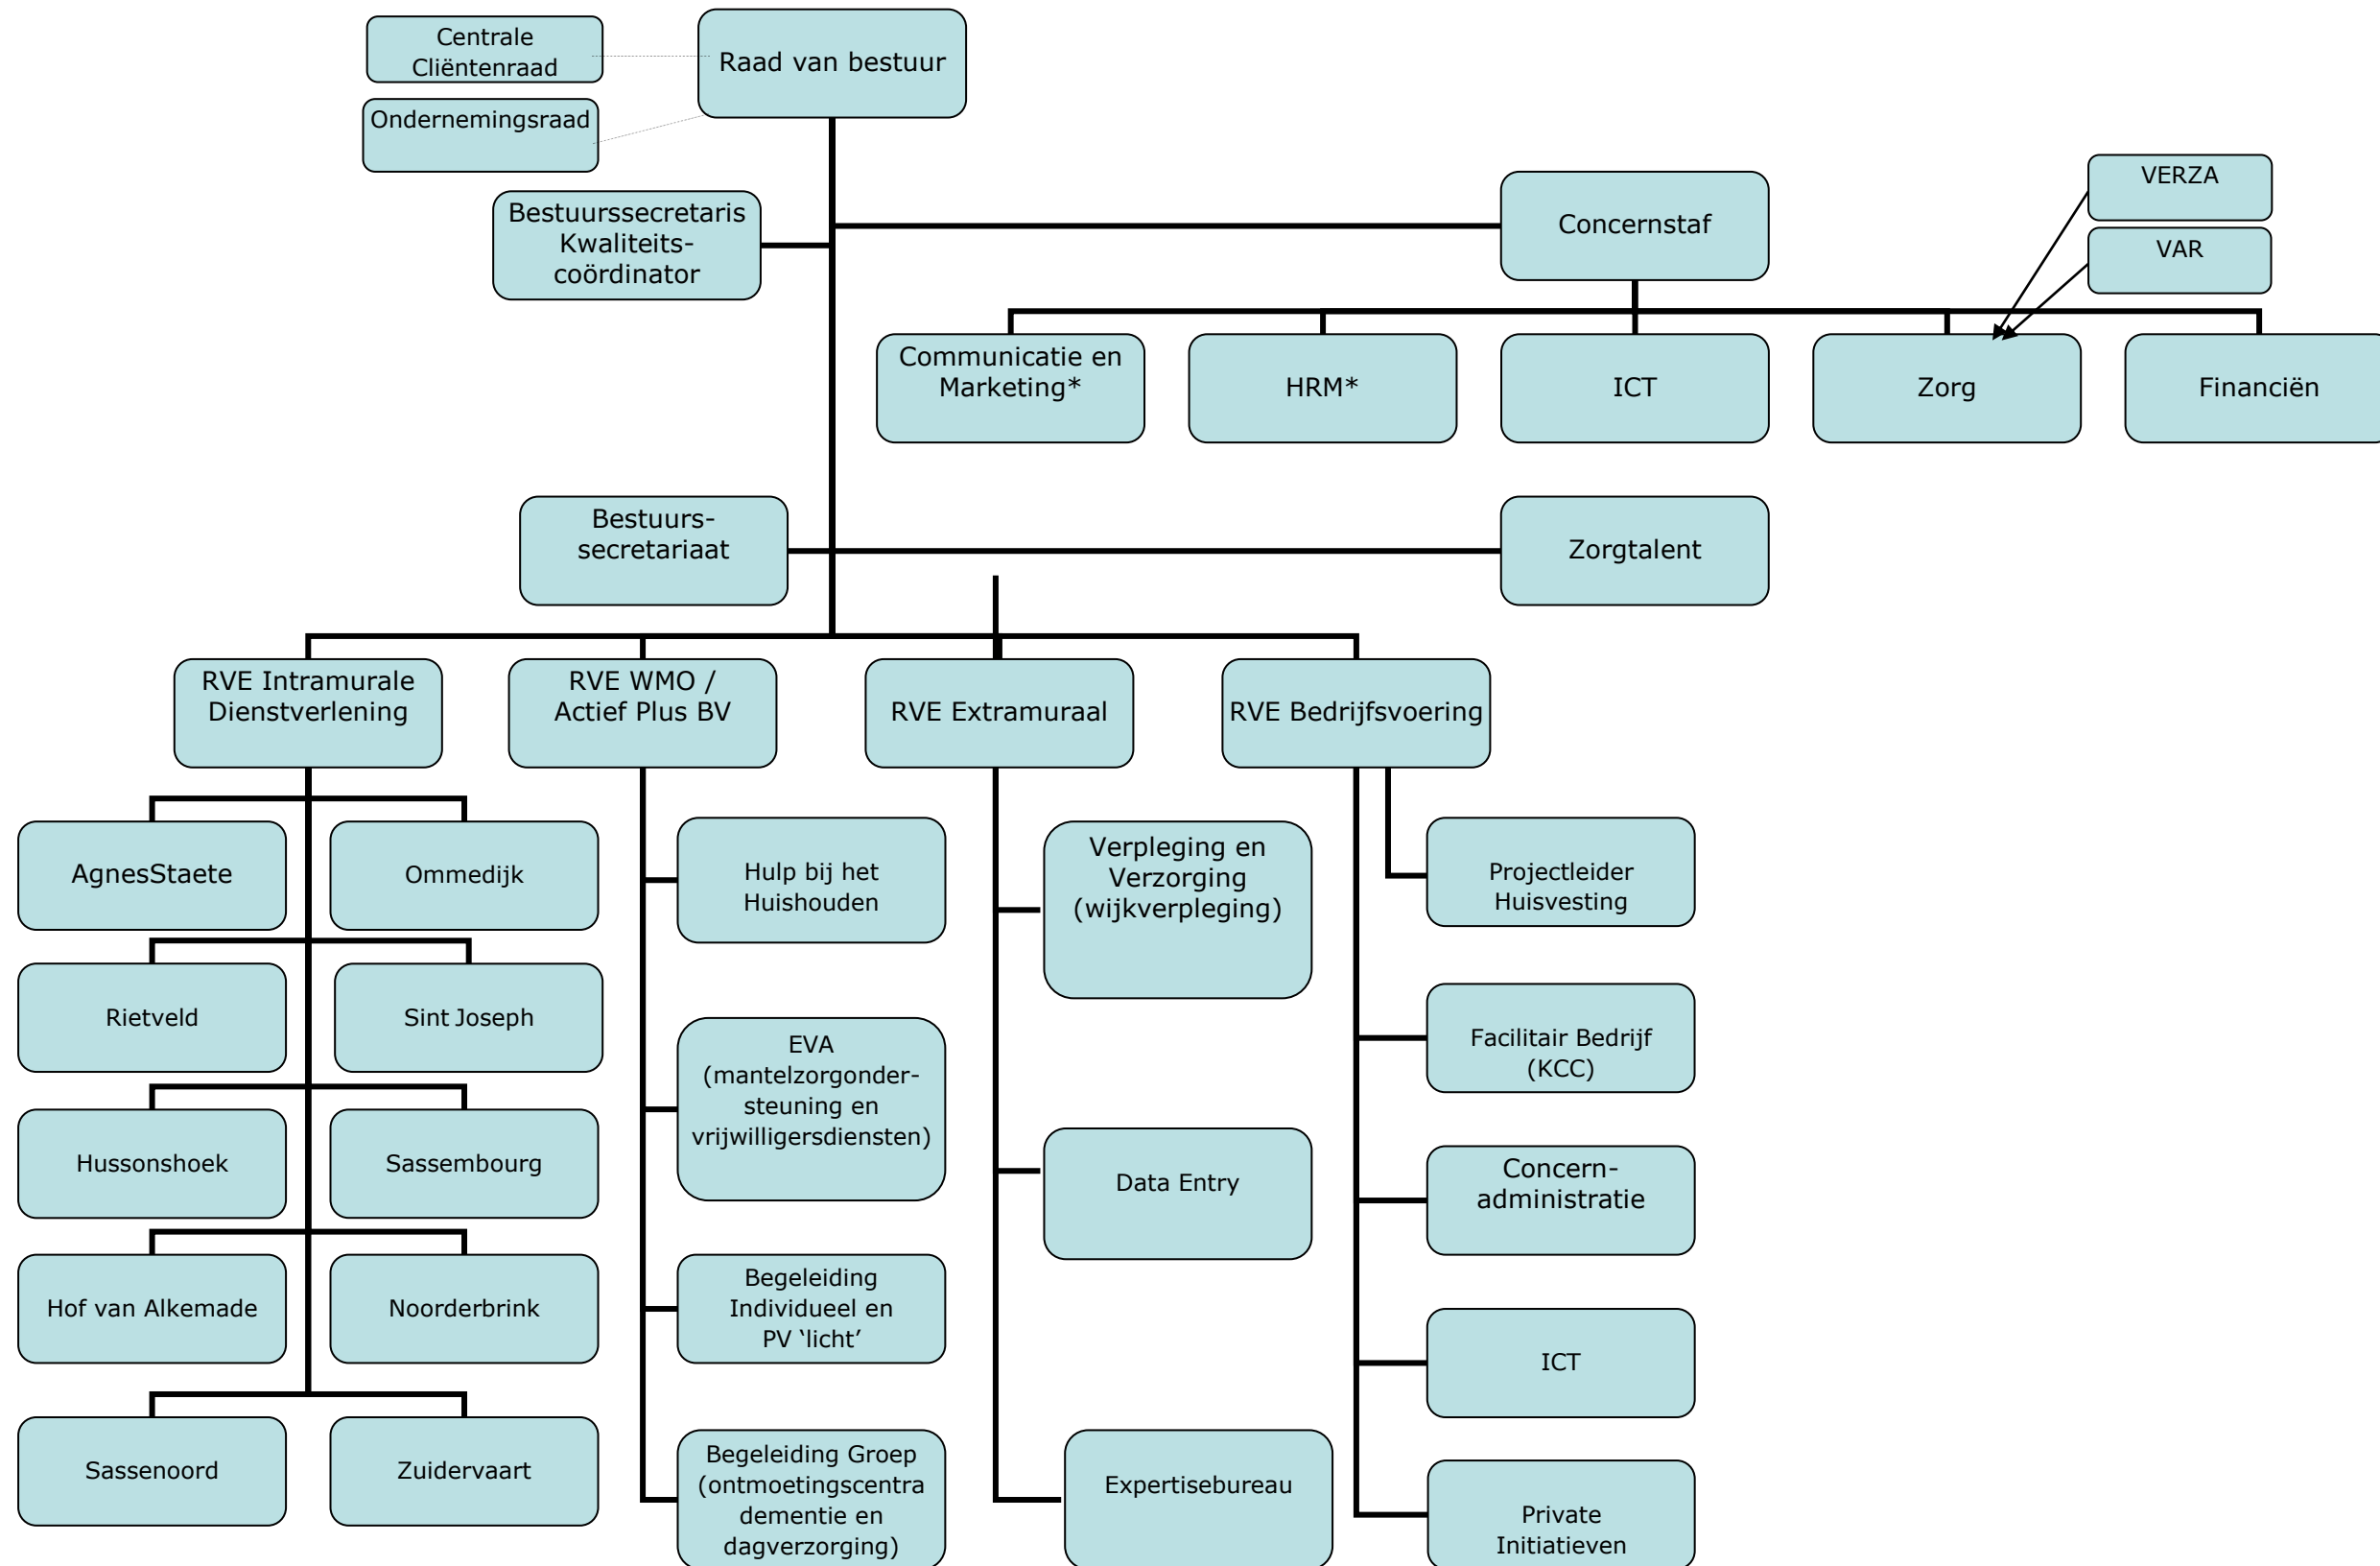 Centrale
Cliëntenraad
Raad van bestuur
Ondernemingsraad
VERZA
Bestuurssecretaris
Kwaliteits-
coördinator
Concernstaf
VAR
Communicatie en
Marketing*
HRM*
ICT
Zorg
Financiën
Bestuurs-
secretariaat
Zorgtalent
RVE Intramurale
Dienstverlening
RVE WMO /
Actief Plus BV
RVE Extramuraal
RVE Bedrijfsvoering
AgnesStaete
Ommedijk
Rietveld
Sint Joseph
Hussonshoek
Sassembourg
Hof van Alkemade
Noorderbrink
Sassenoord
Zuidervaart
Hulp bij het
Huishouden
EVA
(mantelzorgonder-
steuning en
vrijwilligersdiensten)
Begeleiding
Individueel en
PV ‘licht’
Begeleiding Groep
(ontmoetingscentra
dementie en
dagverzorging)
Verpleging en
Verzorging
(wijkverpleging)
Data Entry
Expertisebureau
Projectleider
Huisvesting
Facilitair Bedrijf
(KCC)
Concern-
administratie
ICT
Private
Initiatieven